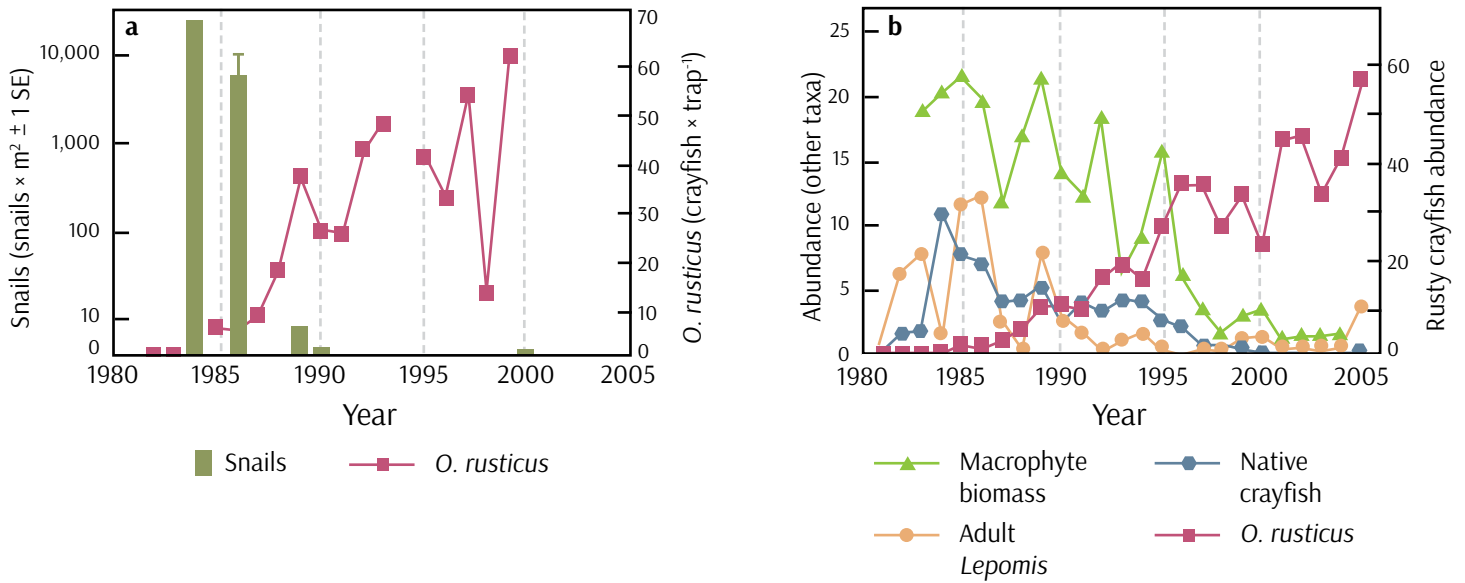 a
10,000
1,000
100
10
0
Snails (snails × m² ± 1 SE)
70
60
50
40
30
20
10
0
O. rusticus (crayfish × trap⁻¹)
1980
1985
1990
1995
2000
2005
Year
Snails
O. rusticus
b
25
20
15
10
5
0
Abundance (other taxa)
60
40
20
0
Rusty crayfish abundance
1980
1985
1990
1995
2000
2005
Year
Macrophyte
biomass
Native
crayfish
Adult
Lepomis
O. rusticus